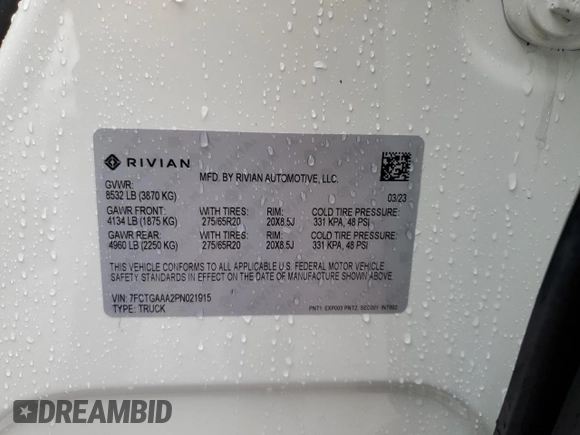 RIVIAN
MFD. BY RIVIAN AUTOMOTIVE, LLC.
GVWR:
8532 LB (3870 KG)
03/23
GAWR FRONT: WITH TIRES: RIM: COLD TIRE PRESSURE:
4134 LB (1875 KG) 275/65R20 20X8.5J 331 KPA, 48 PSI
GAWR REAR: WITH TIRES: RIM: COLD TIRE PRESSURE:
4960 LB (2250 KG) 275/65R20 20X8.5J 331 KPA, 48 PSI
THIS VEHICLE CONFORMS TO ALL APPLICABLE U.S. FEDERAL MOTOR VEHICLE
SAFETY STANDARDS IN EFFECT ON THE DATE OF MANUFACTURE SHOWN ABOVE.
VIN: 7FCTGAAA2PN021915
TYPE: TRUCK
PNT1: EXP003 PNT2:
DREAMBID